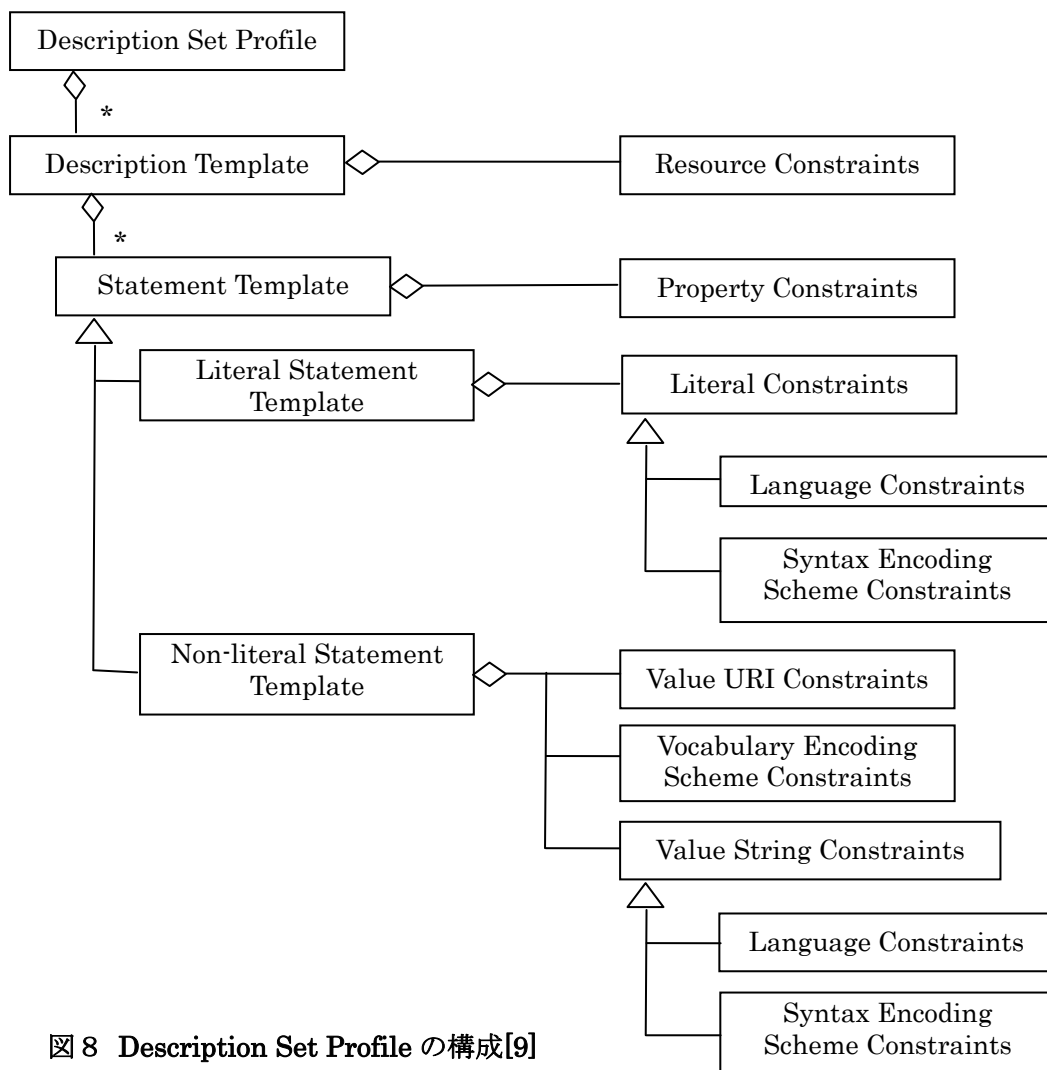 Description Set Profile
*
Description Template
Resource Constraints
*
Statement Template
Property Constraints
Literal Statement
Template
Literal Constraints
Language Constraints
Syntax Encoding
Scheme Constraints
Non-literal Statement
Template
Value URI Constraints
Vocabulary Encoding
Scheme Constraints
Value String Constraints
Language Constraints
Syntax Encoding
Scheme Constraints
図８ Description Set Profile の構成[9]